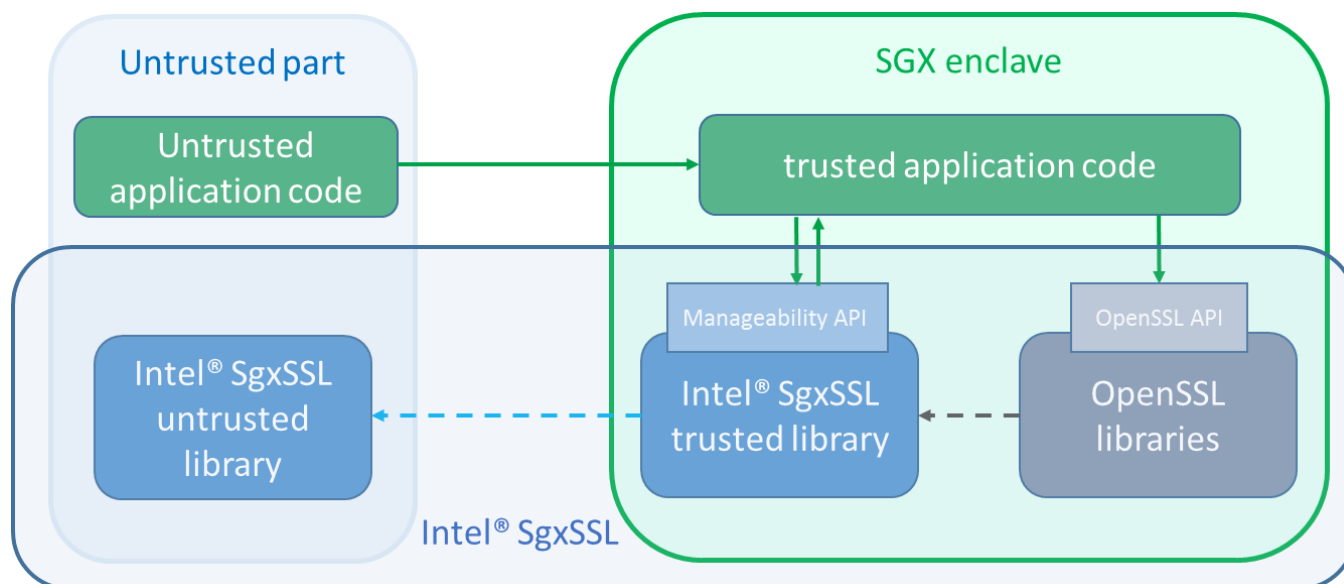 Untrusted part
SGX enclave
Untrusted
application code
trusted application code
Manageability API
OpenSSL API
Intel® SgxSSL
untrusted
library
Intel® SgxSSL
trusted library
OpenSSL
libraries
Intel® SgxSSL